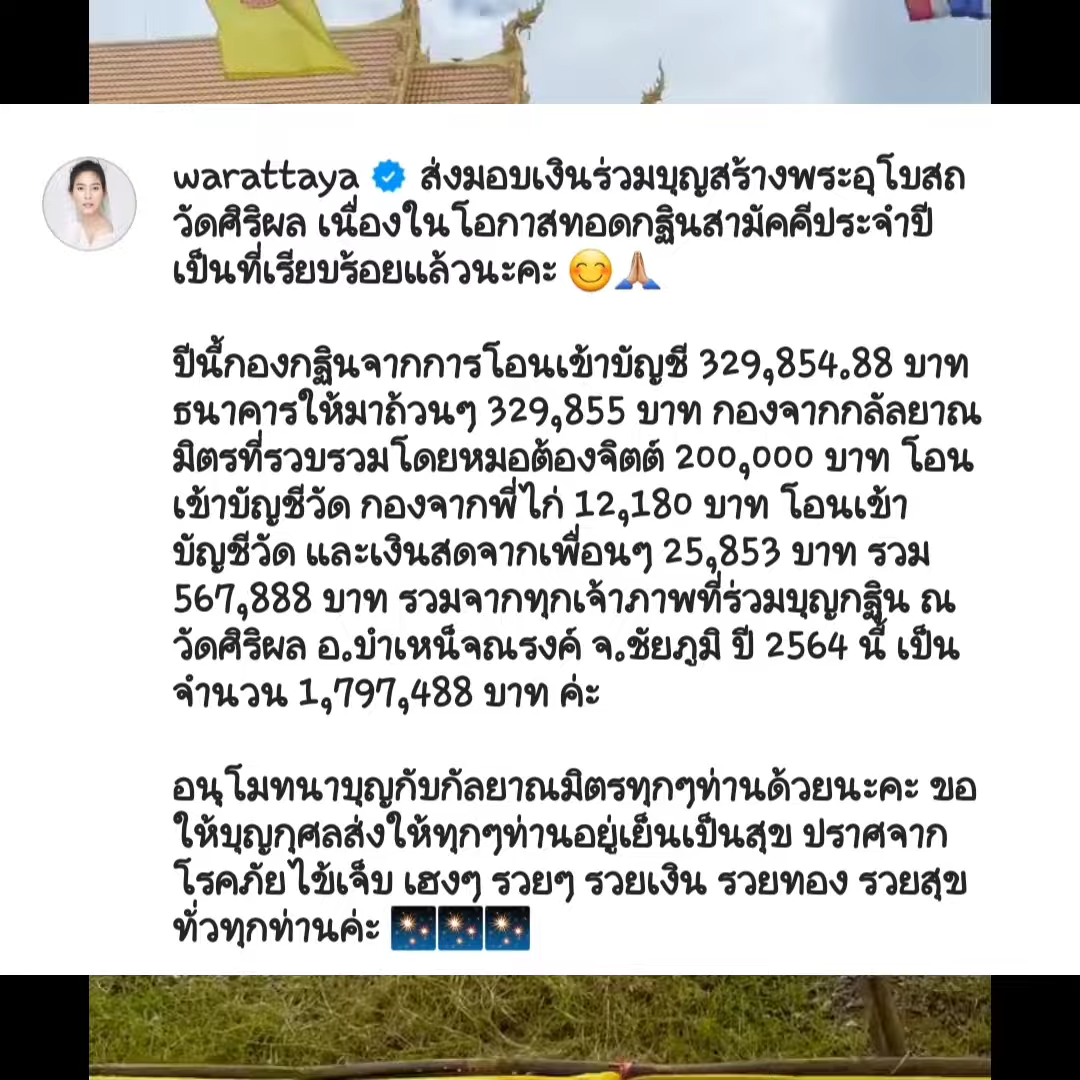 warattaya ส่งมอบเงินร่วมบุญสร้างพระอุโบสถ
วัดศิริผล เนื่องในโอกาสทอดกฐินสามัคคีประจำปี
เป็นที่เรียบร้อยแล้วนะคะ 😊🙏🏼
ปีนี้กองกฐินจากการโอนเข้าบัญชี 329,854.88 บาท
ธนาคารให้มาถ้วนๆ 329,855 บาท กองจากกลัลยาณ
มิตรที่รวบรวมโดยหมอต้องจิตต์ 200,000 บาท โอน
เข้าบัญชีวัด กองจากพี่ไก่ 12,180 บาท โอนเข้า
บัญชีวัด และเงินสดจากเพื่อนๆ 25,853 บาท รวม
567,888 บาท รวมจากทุกเจ้าภาพที่ร่วมบุญกฐิน ณ
วัดศิริผล อ.บำเหน็จณรงค์ จ.ชัยภูมิ ปี 2564 นี้ เป็น
จำนวน 1,797,488 บาท ค่ะ
อนุโมทนาบุญกับกัลยาณมิตรทุกๆท่านด้วยนะคะ ขอ
ให้บุญกุศลส่งให้ทุกๆท่านอยู่เย็นเป็นสุข ปราศจาก
โรคภัยไข้เจ็บ เฮงๆ รวยๆ รวยเงิน รวยทอง รวยสุข
ทั่วทุกท่านค่ะ 🎇🎇🎇